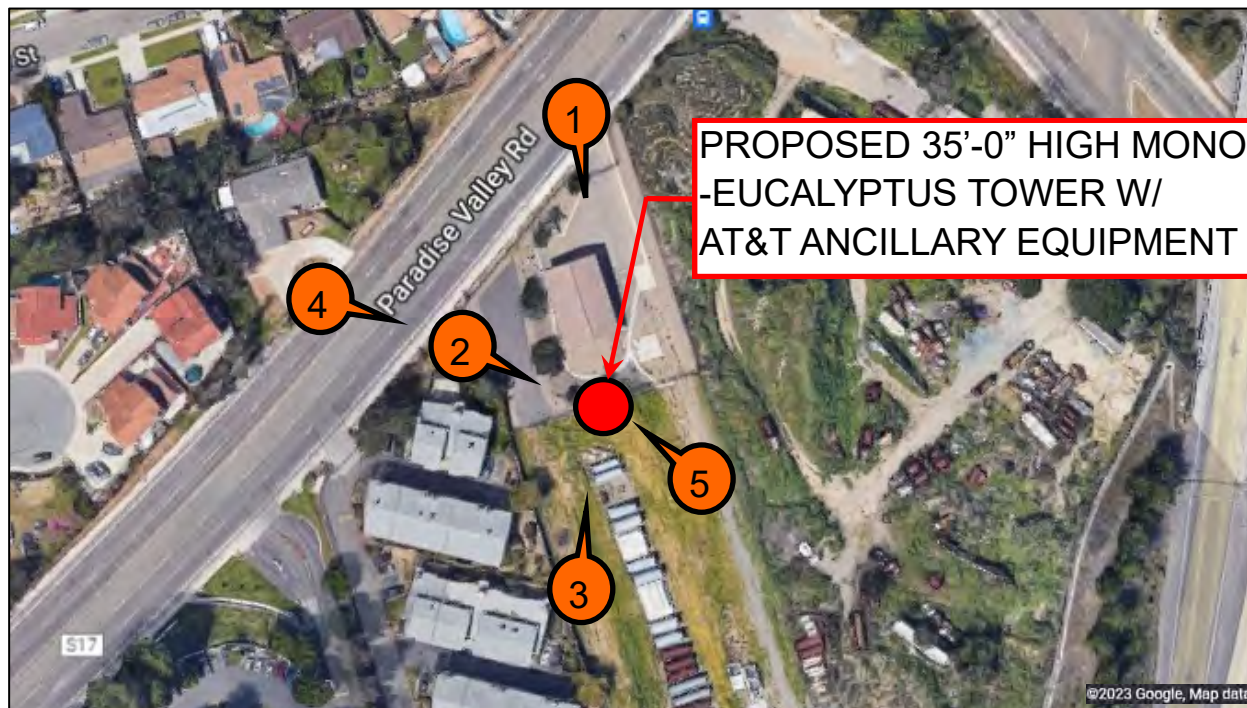 St
1
PROPOSED 35’-0” HIGH MONO
-EUCALYPTUS TOWER W/
AT&T ANCILLARY EQUIPMENT
Paradise Valley Rd
4
2
5
3
S17
©2023 Google, Map data